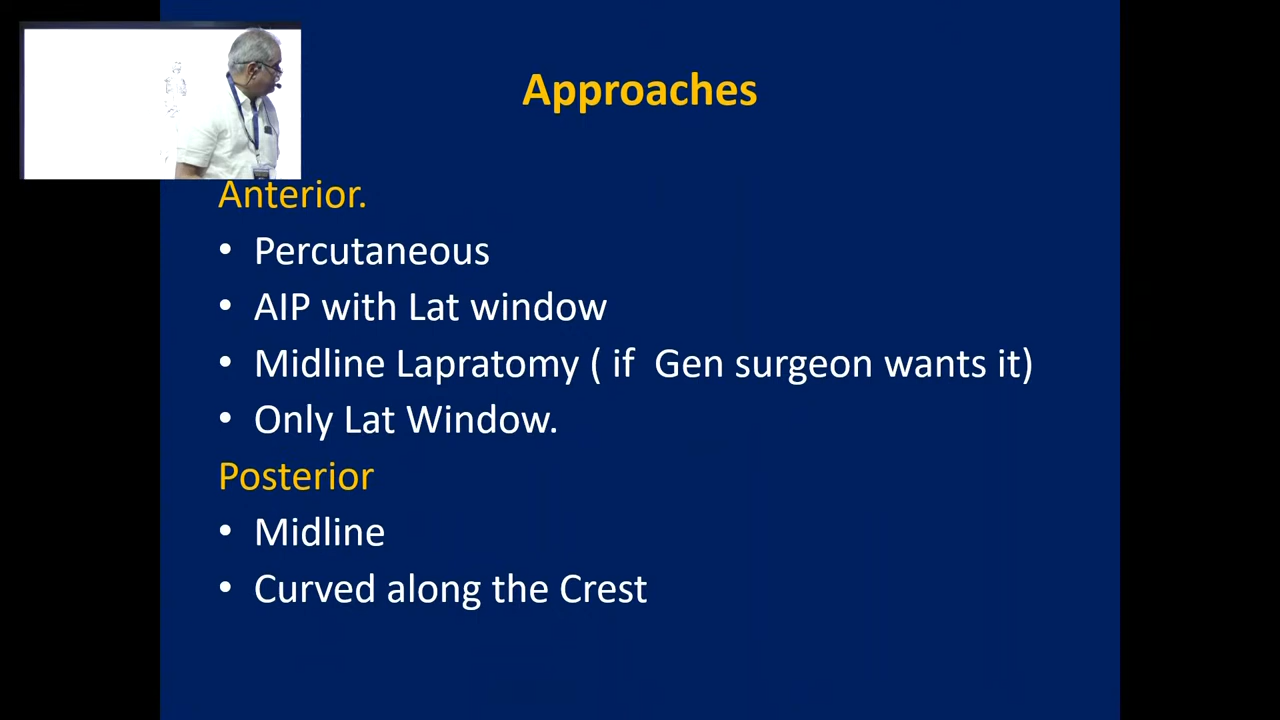 Approaches
Anterior.
• Percutaneous
• AIP with Lat window
• Midline Lapratomy ( if  Gen surgeon wants it)
• Only Lat Window.
Posterior
• Midline
• Curved along the Crest